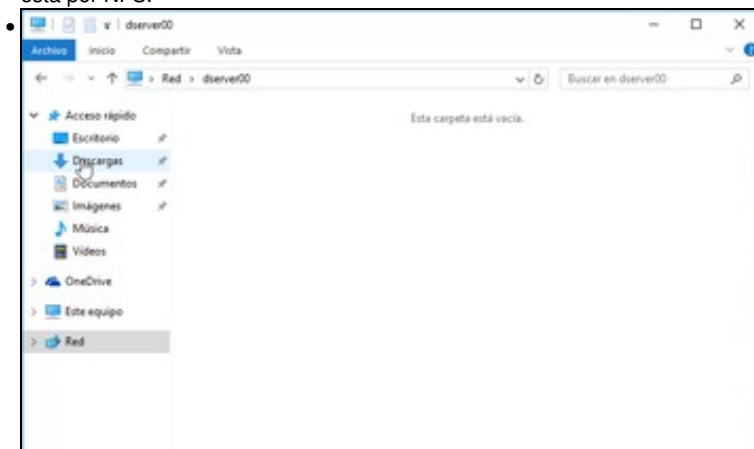 está por NFS.
dserver00
Archivo Inicio Compartir Vista
Red dserver00 Buscar en dserver00
Acceso rápido
Esta carpeta está vacía.
Escritorio
Descargas
Documentos
Imágenes
Música
Vídeos
OneDrive
Este equipo
Red